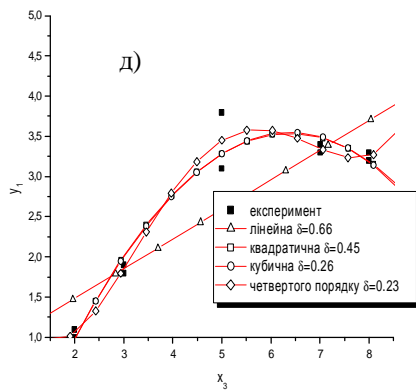 5,0
д)
4,5
4,0
3,5
3,0
y1
2,5
експеримент
лінейна δ=0.66
2,0
квадратична δ=0.45
кубична δ=0.26
1,5
четвертого порядку δ=0.23
1,0
2 3 4 5 6 7 8
x3